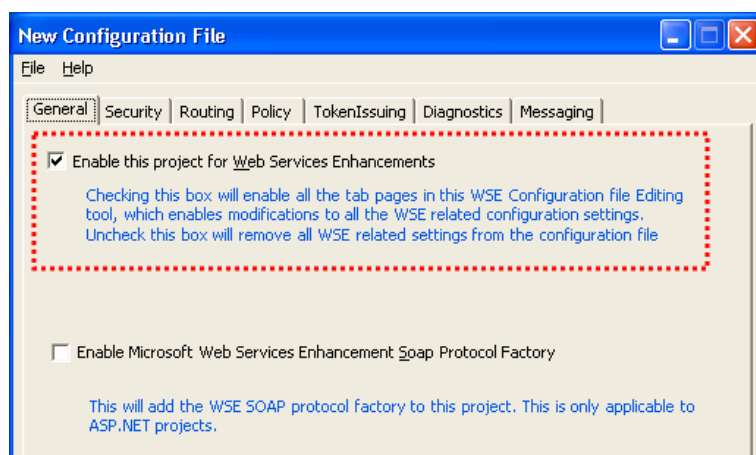 New Configuration File
File Help
General Security Routing Policy TokenIssuing Diagnostics Messaging
Enable this project for Web Services Enhancements
Checking this box will enable all the tab pages in this WSE Configuration file Editing
tool, which enables modifications to all the WSE related configuration settings.
Uncheck this box will remove all WSE related settings from the configuration file
Enable Microsoft Web Services Enhancement Soap Protocol Factory
This will add the WSE SOAP protocol factory to this project. This is only applicable to
ASP.NET projects.